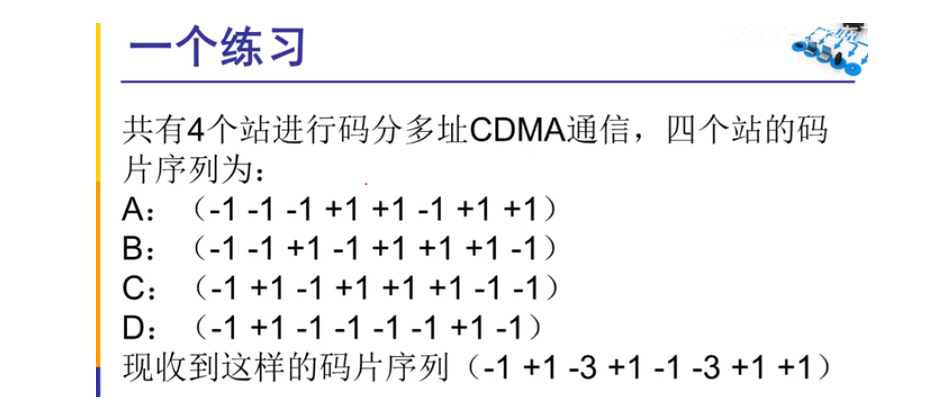 一个练习
共有4个站进行码分多址CDMA通信，四个站的码
片序列为：
A：（-1 -1 -1 +1 +1 -1 +1 +1）
B：（-1 -1 +1 -1 +1 +1 +1 -1）
C：（-1 +1 -1 +1 +1 +1 -1 -1）
D：（-1 +1 -1 -1 -1 -1 +1 -1）
现收到这样的码片序列（-1 +1 -3 +1 -1 -3 +1 +1）